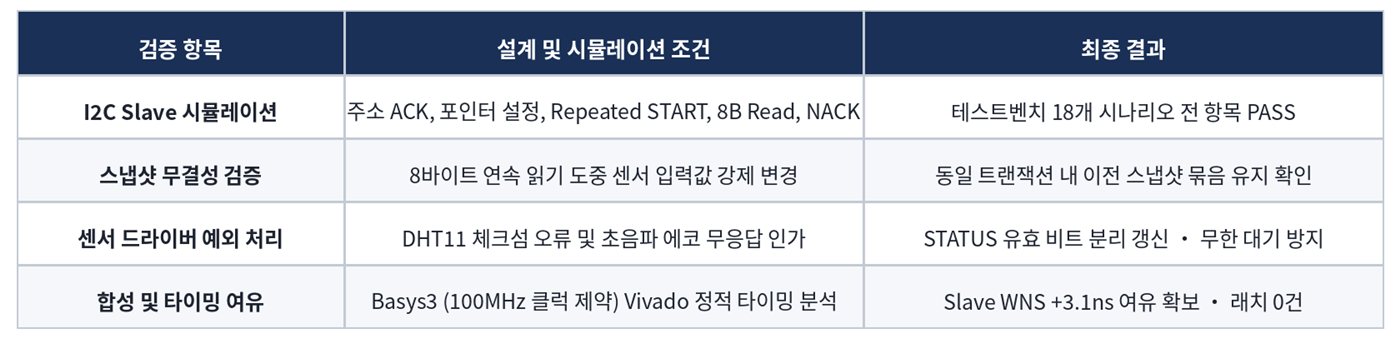 검증 항목 설계 및 시뮬레이션 조건 최종 결과
I2C Slave 시뮬레이션 주소 ACK, 포인터 설정, Repeated START, 8B Read, NACK 테스트벤치 18개 시나리오 전 항목 PASS
스냅샷 무결성 검증 8바이트 연속 읽기 도중 센서 입력값 강제 변경 동일 트랜잭션 내 이전 스냅샷 묶음 유지 확인
센서 드라이버 예외 처리 DHT11 체크섬 오류 및 초음파 에코 무응답 인가 STATUS 유효 비트 분리 갱신 · 무한 대기 방지
합성 및 타이밍 여유 Basys3 (100MHz 클럭 제약) Vivado 정적 타이밍 분석 Slave WNS +3.1ns 여유 확보 · 래치 0건